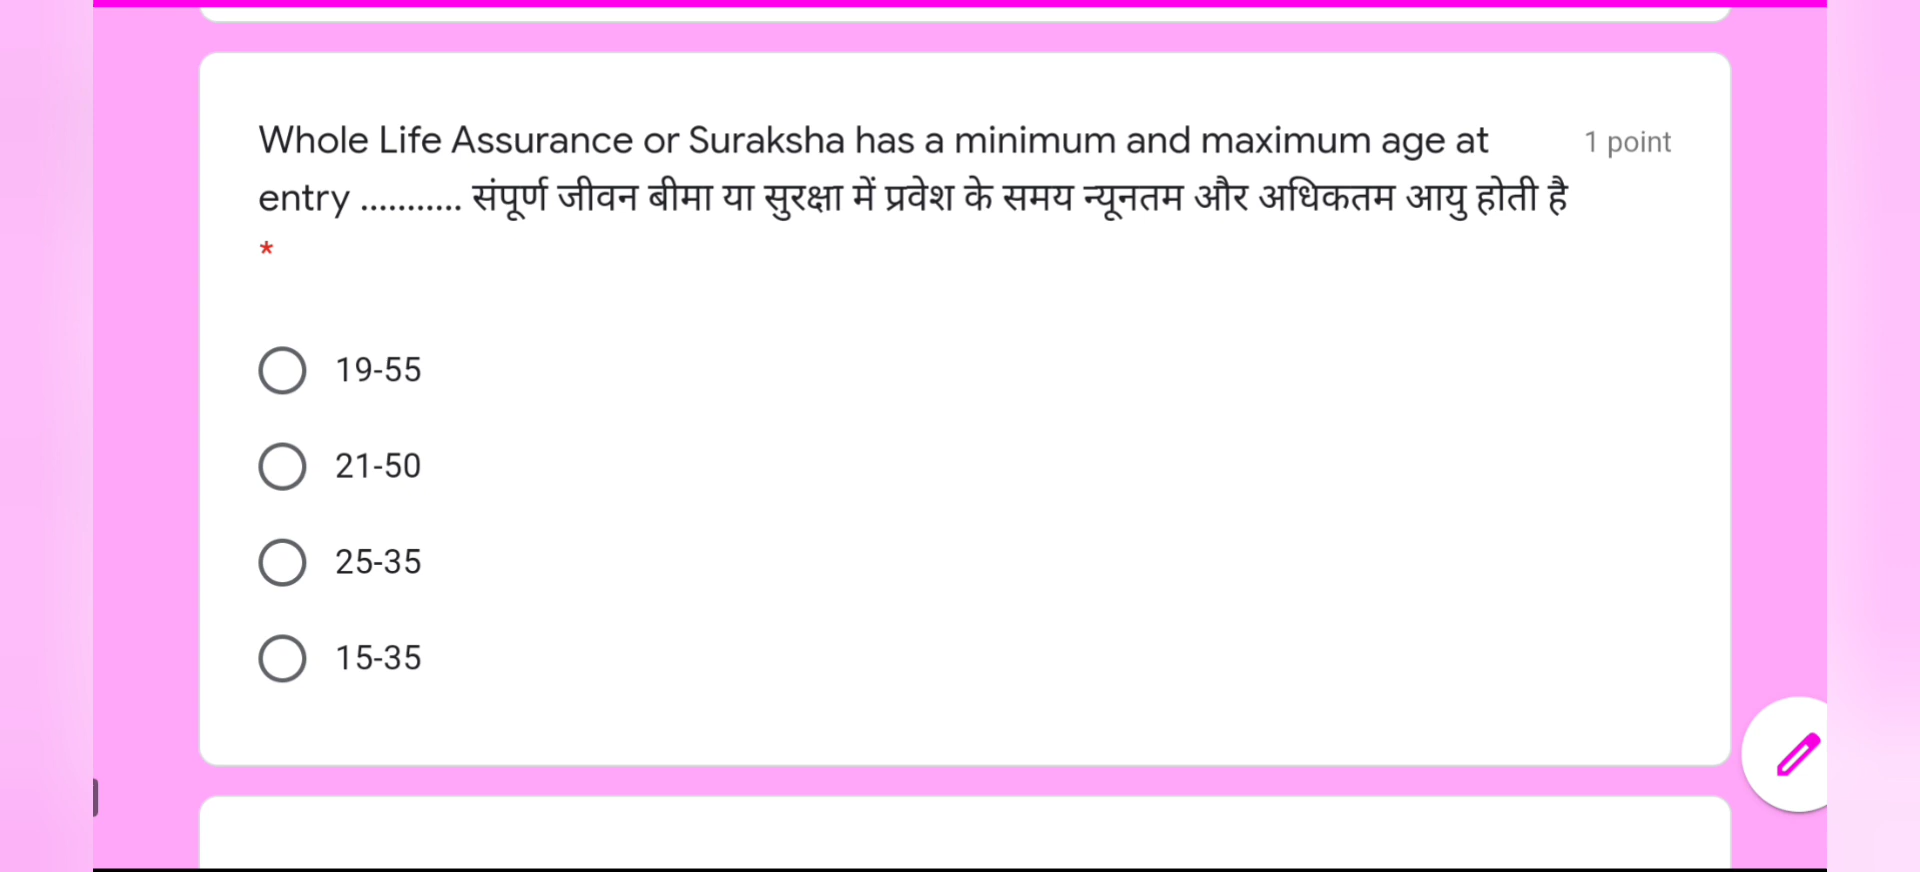 Whole Life Assurance or Suraksha has a minimum and maximum age at
1 point
entry ........... संपूर्ण जीवन बीमा या सुरक्षा में प्रवेश के समय न्यूनतम और अधिकतम आयु होती है
*
19-55
21-50
25-35
15-35